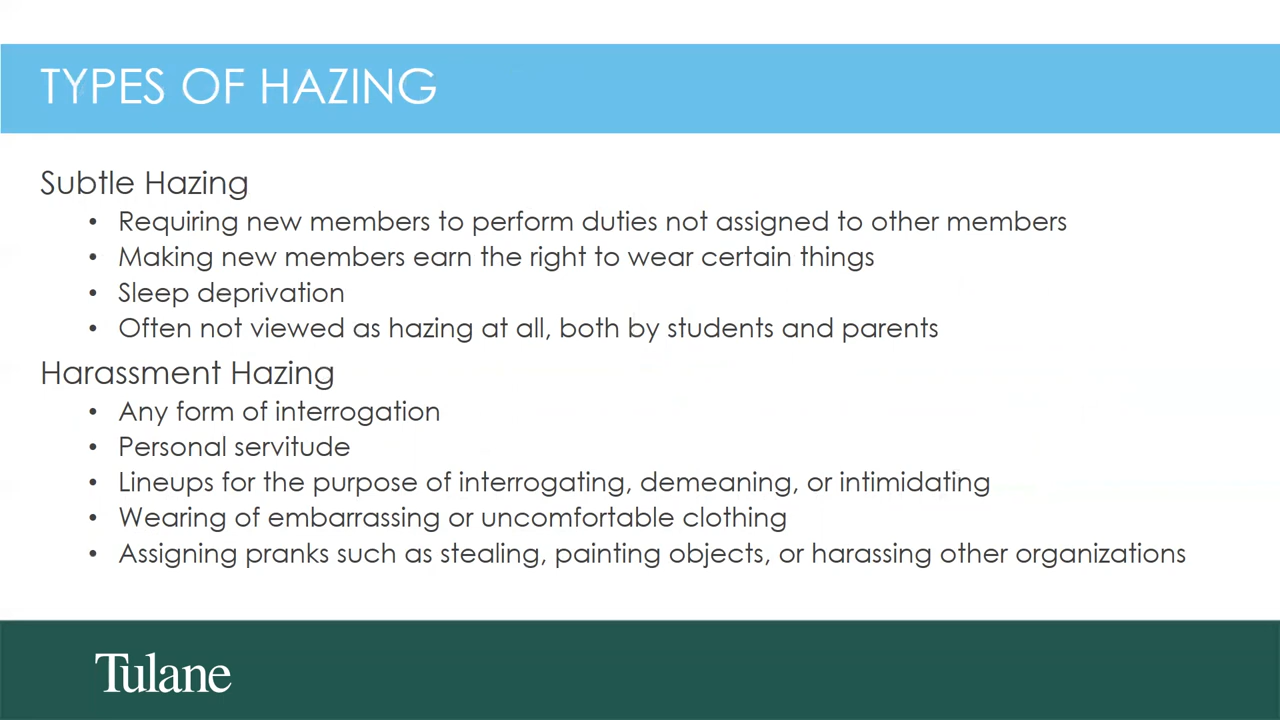 TYPES OF HAZING
Subtle Hazing
• Requiring new members to perform duties not assigned to other members
• Making new members earn the right to wear certain things
• Sleep deprivation
• Often not viewed as hazing at all, both by students and parents
Harassment Hazing
• Any form of interrogation
• Personal servitude
• Lineups for the purpose of interrogating, demeaning, or intimidating
• Wearing of embarrassing or uncomfortable clothing
• Assigning pranks such as stealing, painting objects, or harassing other organizations
Tulane